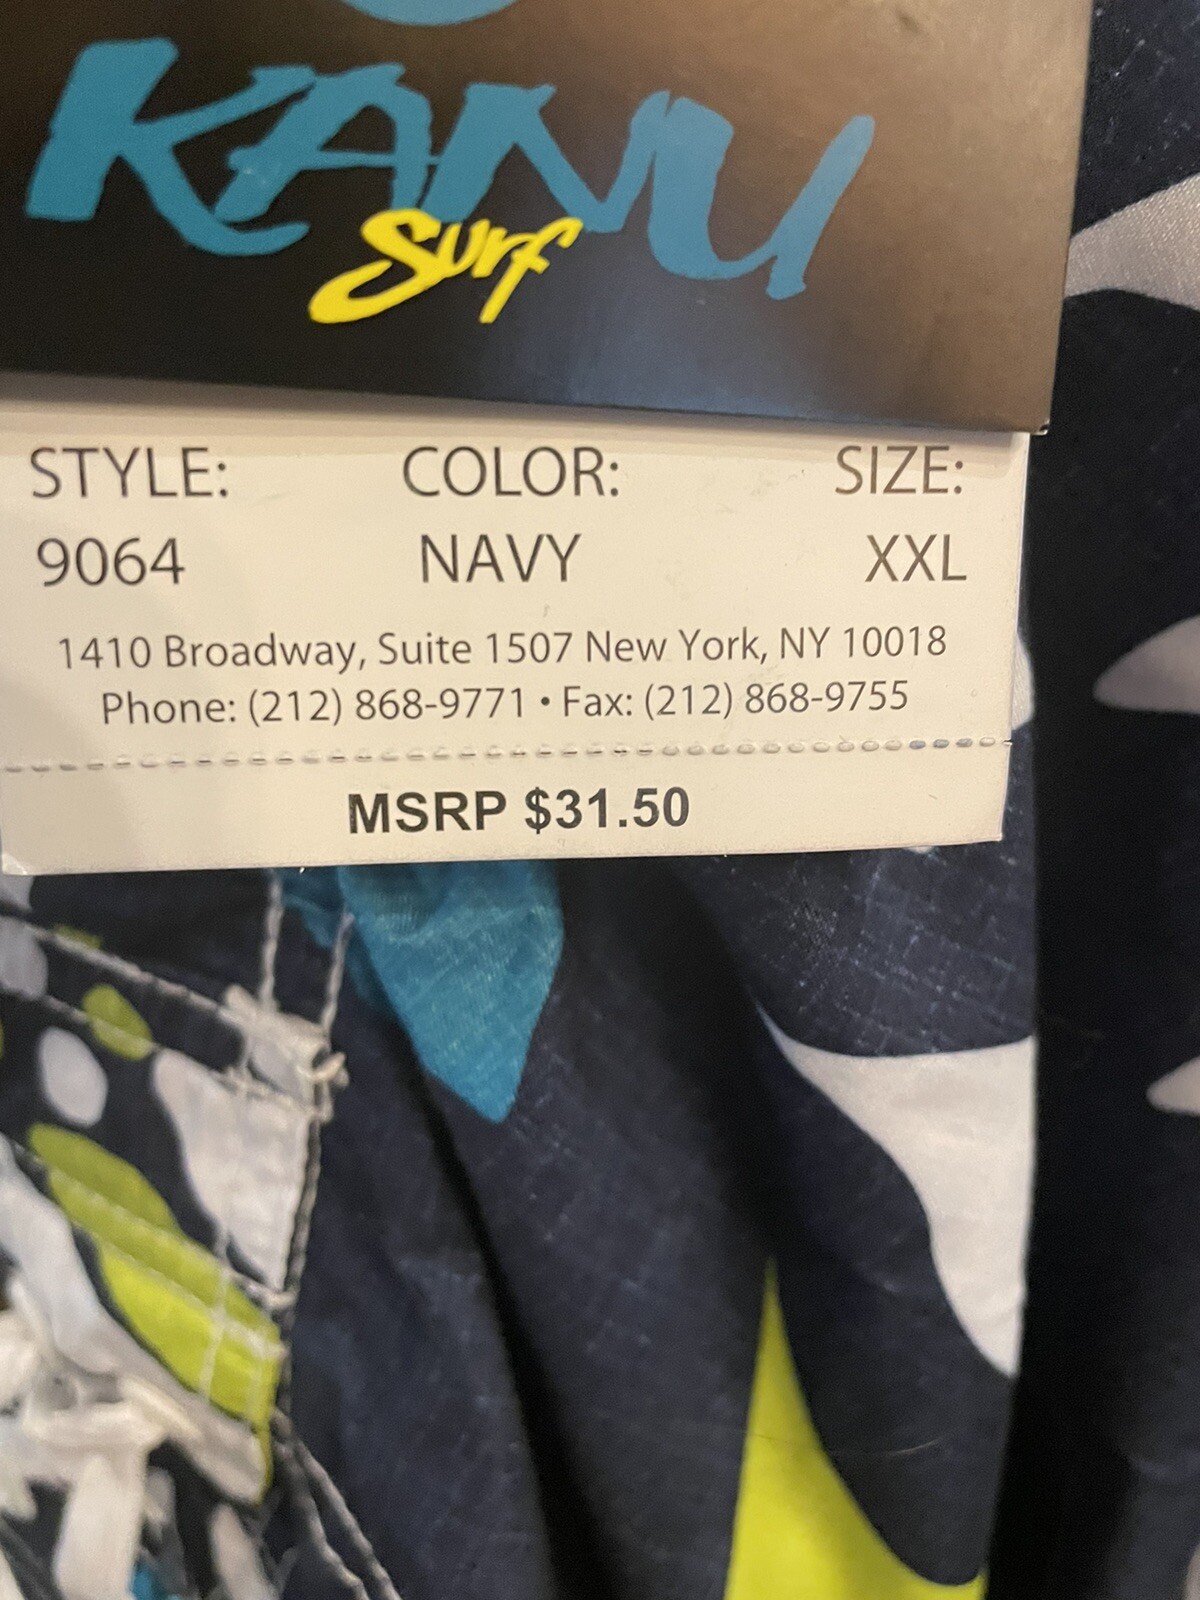 KANU
Surf
STYLE: COLOR: SIZE:
9064 NAVY XXL
1410 Broadway, Suite 1507 New York, NY 10018
Phone: (212) 868-9771 • Fax: (212) 868-9755
MSRP $31.50